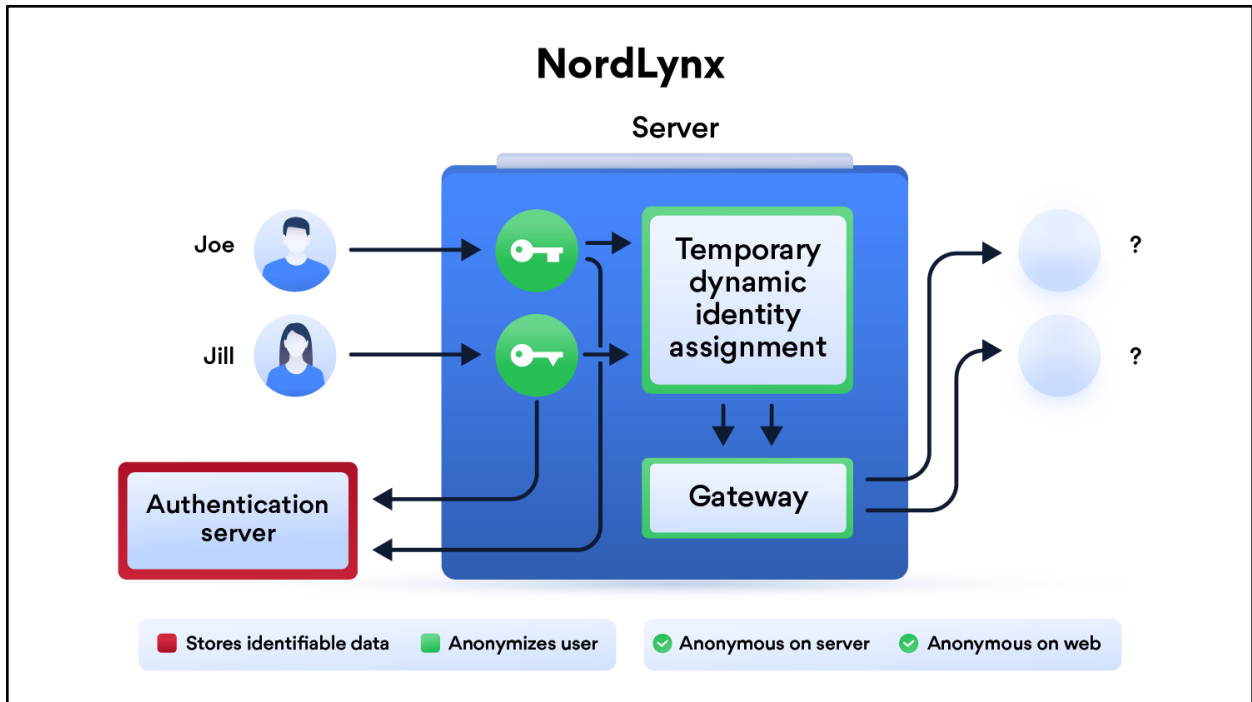 NordLynx
Server
Joe
?
Temporary
dynamic
identity
assignment
Jill
?
Authentication
server
Gateway
Stores identifiable data
Anonymizes user
Anonymous on server
Anonymous on web